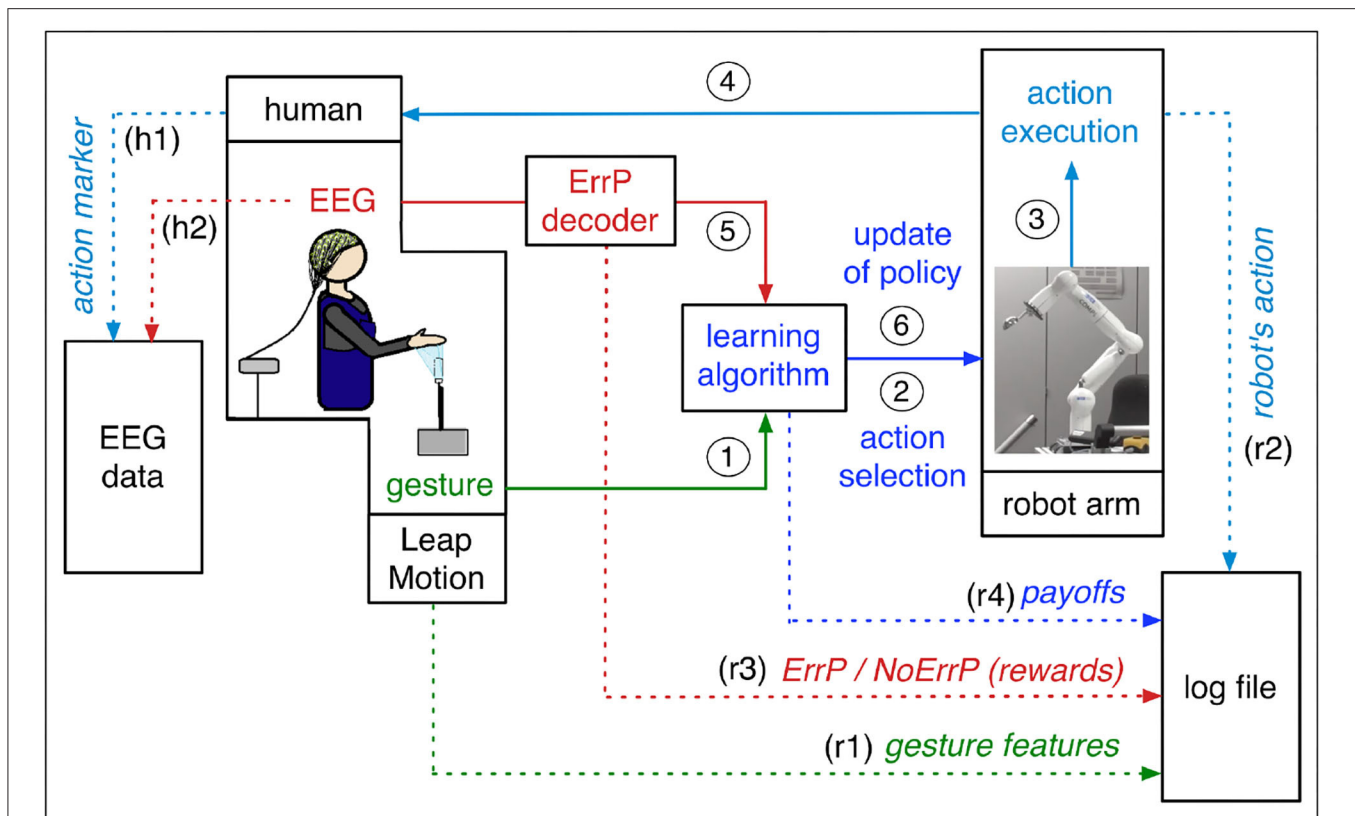 human
action marker
(h1)
(h2)
EEG
ErrP
decoder
4
action
execution
3
5
update
of policy
6
learning
algorithm
2
action
selection
1
gesture
Leap
Motion
EEG
data
robot arm
robot's action
(r2)
(r4) payoffs
(r3) ErrP / NoErrP (rewards)
(r1) gesture features
log file